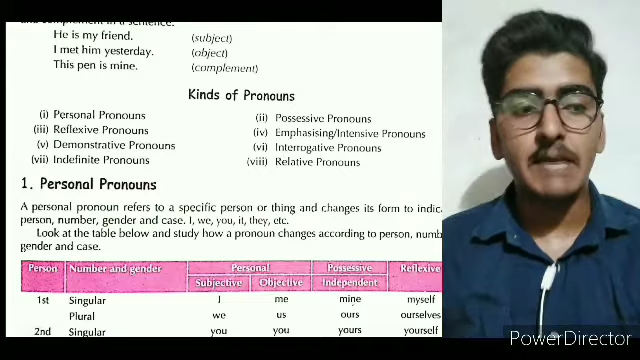 and complement in a sentence.
He is my friend. (subject)
I met him yesterday. (object)
This pen is mine. (complement)
Kinds of Pronouns
(i) Personal Pronouns (ii) Possessive Pronouns
(iii) Reflexive Pronouns (iv) Emphasising/Intensive Pronouns
(v) Demonstrative Pronouns (vi) Interrogative Pronouns
(vii) Indefinite Pronouns (viii) Relative Pronouns
1. Personal Pronouns
A personal pronoun refers to a specific person or thing and changes its form to indic
person, number, gender and case. I, we, you, it, they, etc.
Look at the table below and study how a pronoun changes according to person, numb
gender and case.
Person Number and gender Personal Possessive Reflexive
Subjective Objective Independent
1st Singular I me mine myself
Plural we us ours ourselves
2nd Singular you you yours yourself
PowerDirector